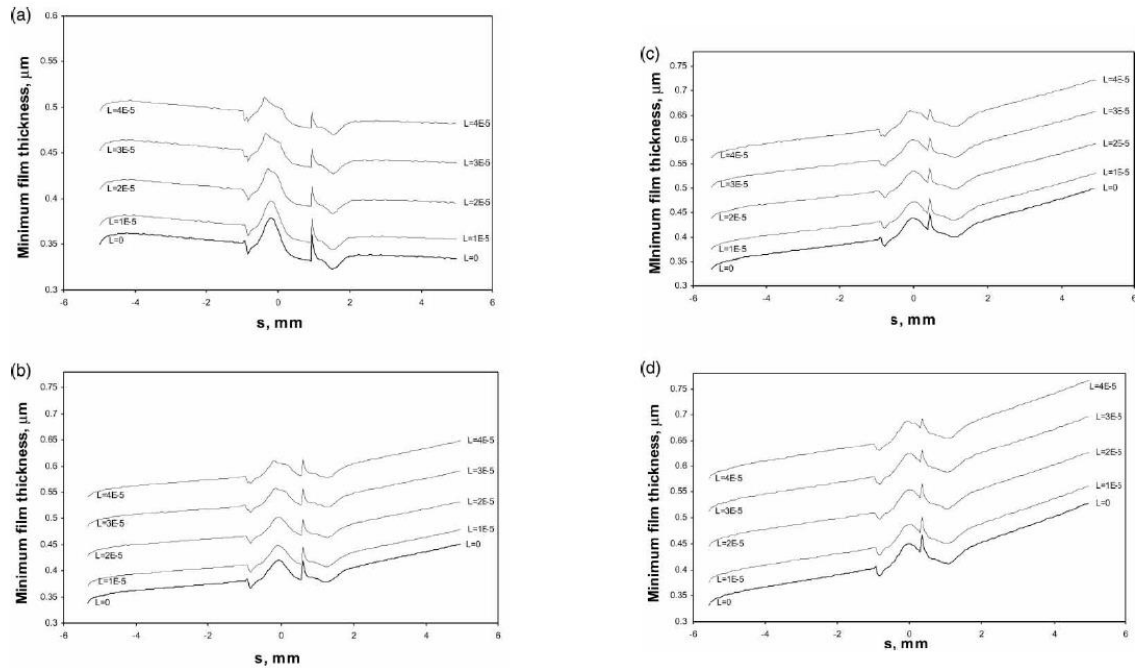 (a)
0.6
0.55
0.5
0.45
0.4
0.35
0.3
Minimum film thickness, μm
L=4E-5
L=3E-5
L=2E-5
L=1E-5
L=0
L=4E-5
L=3E-5
L=2E-5
L=1E-5
L=0
-6 -4 -2 0 2 4 6
s, mm
(b)
0.75
0.7
0.65
0.6
0.55
0.5
0.45
0.4
0.35
0.3
Minimum film thickness, μm
L=4E-5
L=3E-5
L=2E-5
L=1E-5
L=0
L=4E-5
L=3E-5
L=2E-5
L=1E-5
L=0
-6 -4 -2 0 2 4 6
s, mm
(c)
0.75
0.7
0.65
0.6
0.55
0.5
0.45
0.4
0.35
0.3
Minimum film thickness, μm
L=4E-5
L=3E-5
L=2E-5
L=1E-5
L=0
L=4E-5
L=3E-5
L=2E-5
L=1E-5
L=0
-6 -4 -2 0 2 4 6
s, mm
(d)
0.75
0.7
0.65
0.6
0.55
0.5
0.45
0.4
0.35
0.3
Minimum film thickness, μm
L=4E-5
L=3E-5
L=2E-5
L=1E-5
L=0
L=4E-5
L=3E-5
L=2E-5
L=1E-5
L=0
-6 -4 -2 0 2 4 6
s, mm